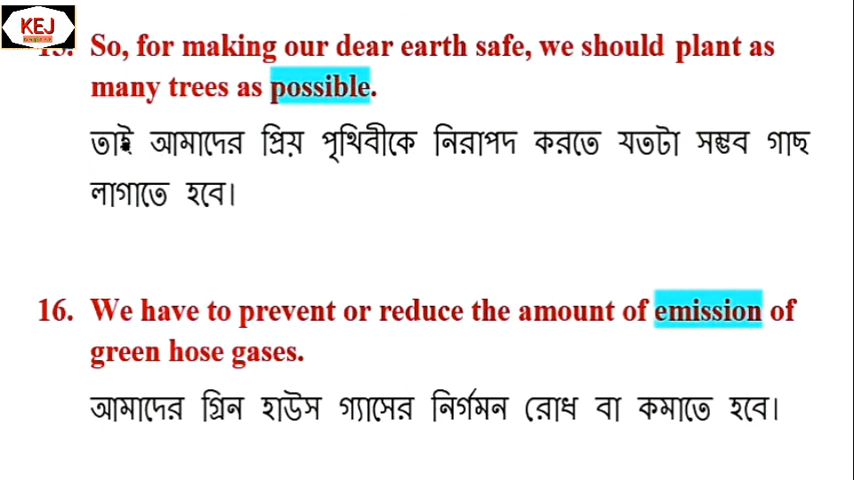 KEJ
15. So, for making our dear earth safe, we should plant as
many trees as possible.
তাই আমাদের প্রিয় পৃথিবীকে নিরাপদ করতে যতটা সম্ভব গাছ
লাগাতে হবে।
16. We have to prevent or reduce the amount of emission of
green hose gases.
আমাদের গ্রিন হাউস গ্যাসের নির্গমন রোধ বা কমাতে হবে।